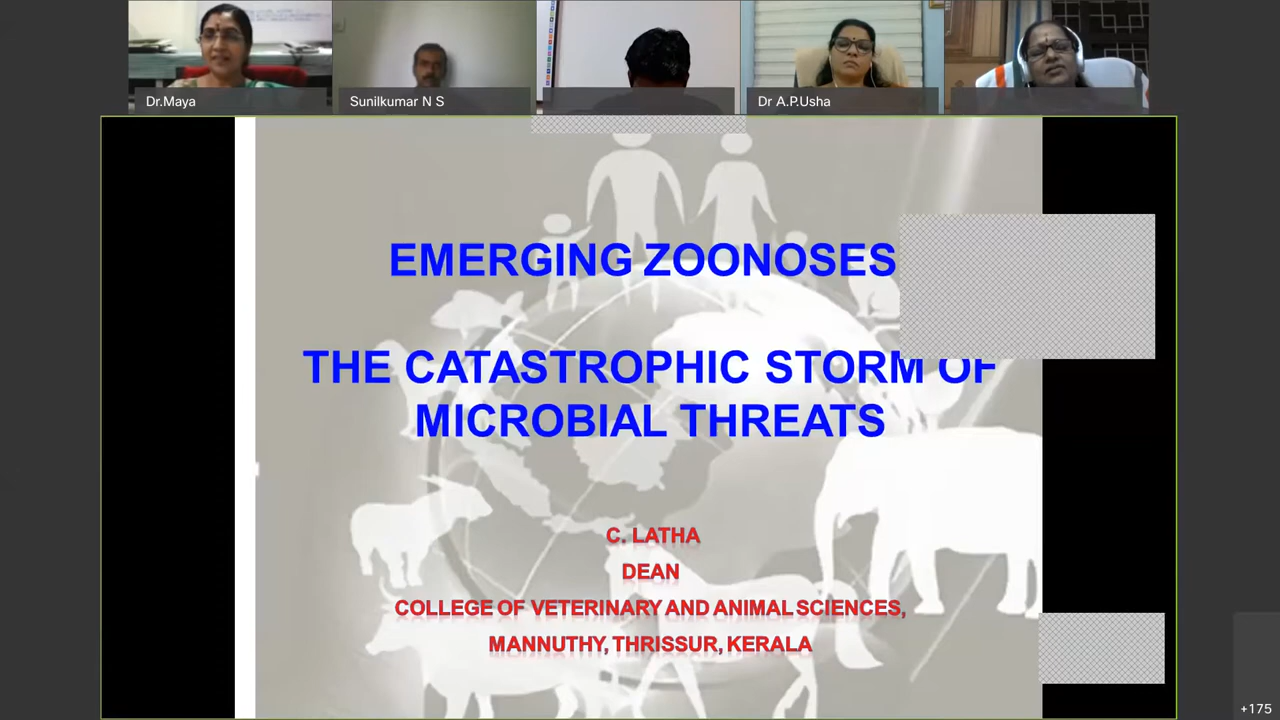 Dr.Maya
Sunilkumar N S
Dr A.P.Usha
EMERGING ZOONOSES
THE CATASTROPHIC STORM OF
MICROBIAL THREATS
C. LATHA
DEAN
COLLEGE OF VETERINARY AND ANIMAL SCIENCES,
MANNUTHY, THRISSUR, KERALA
+175